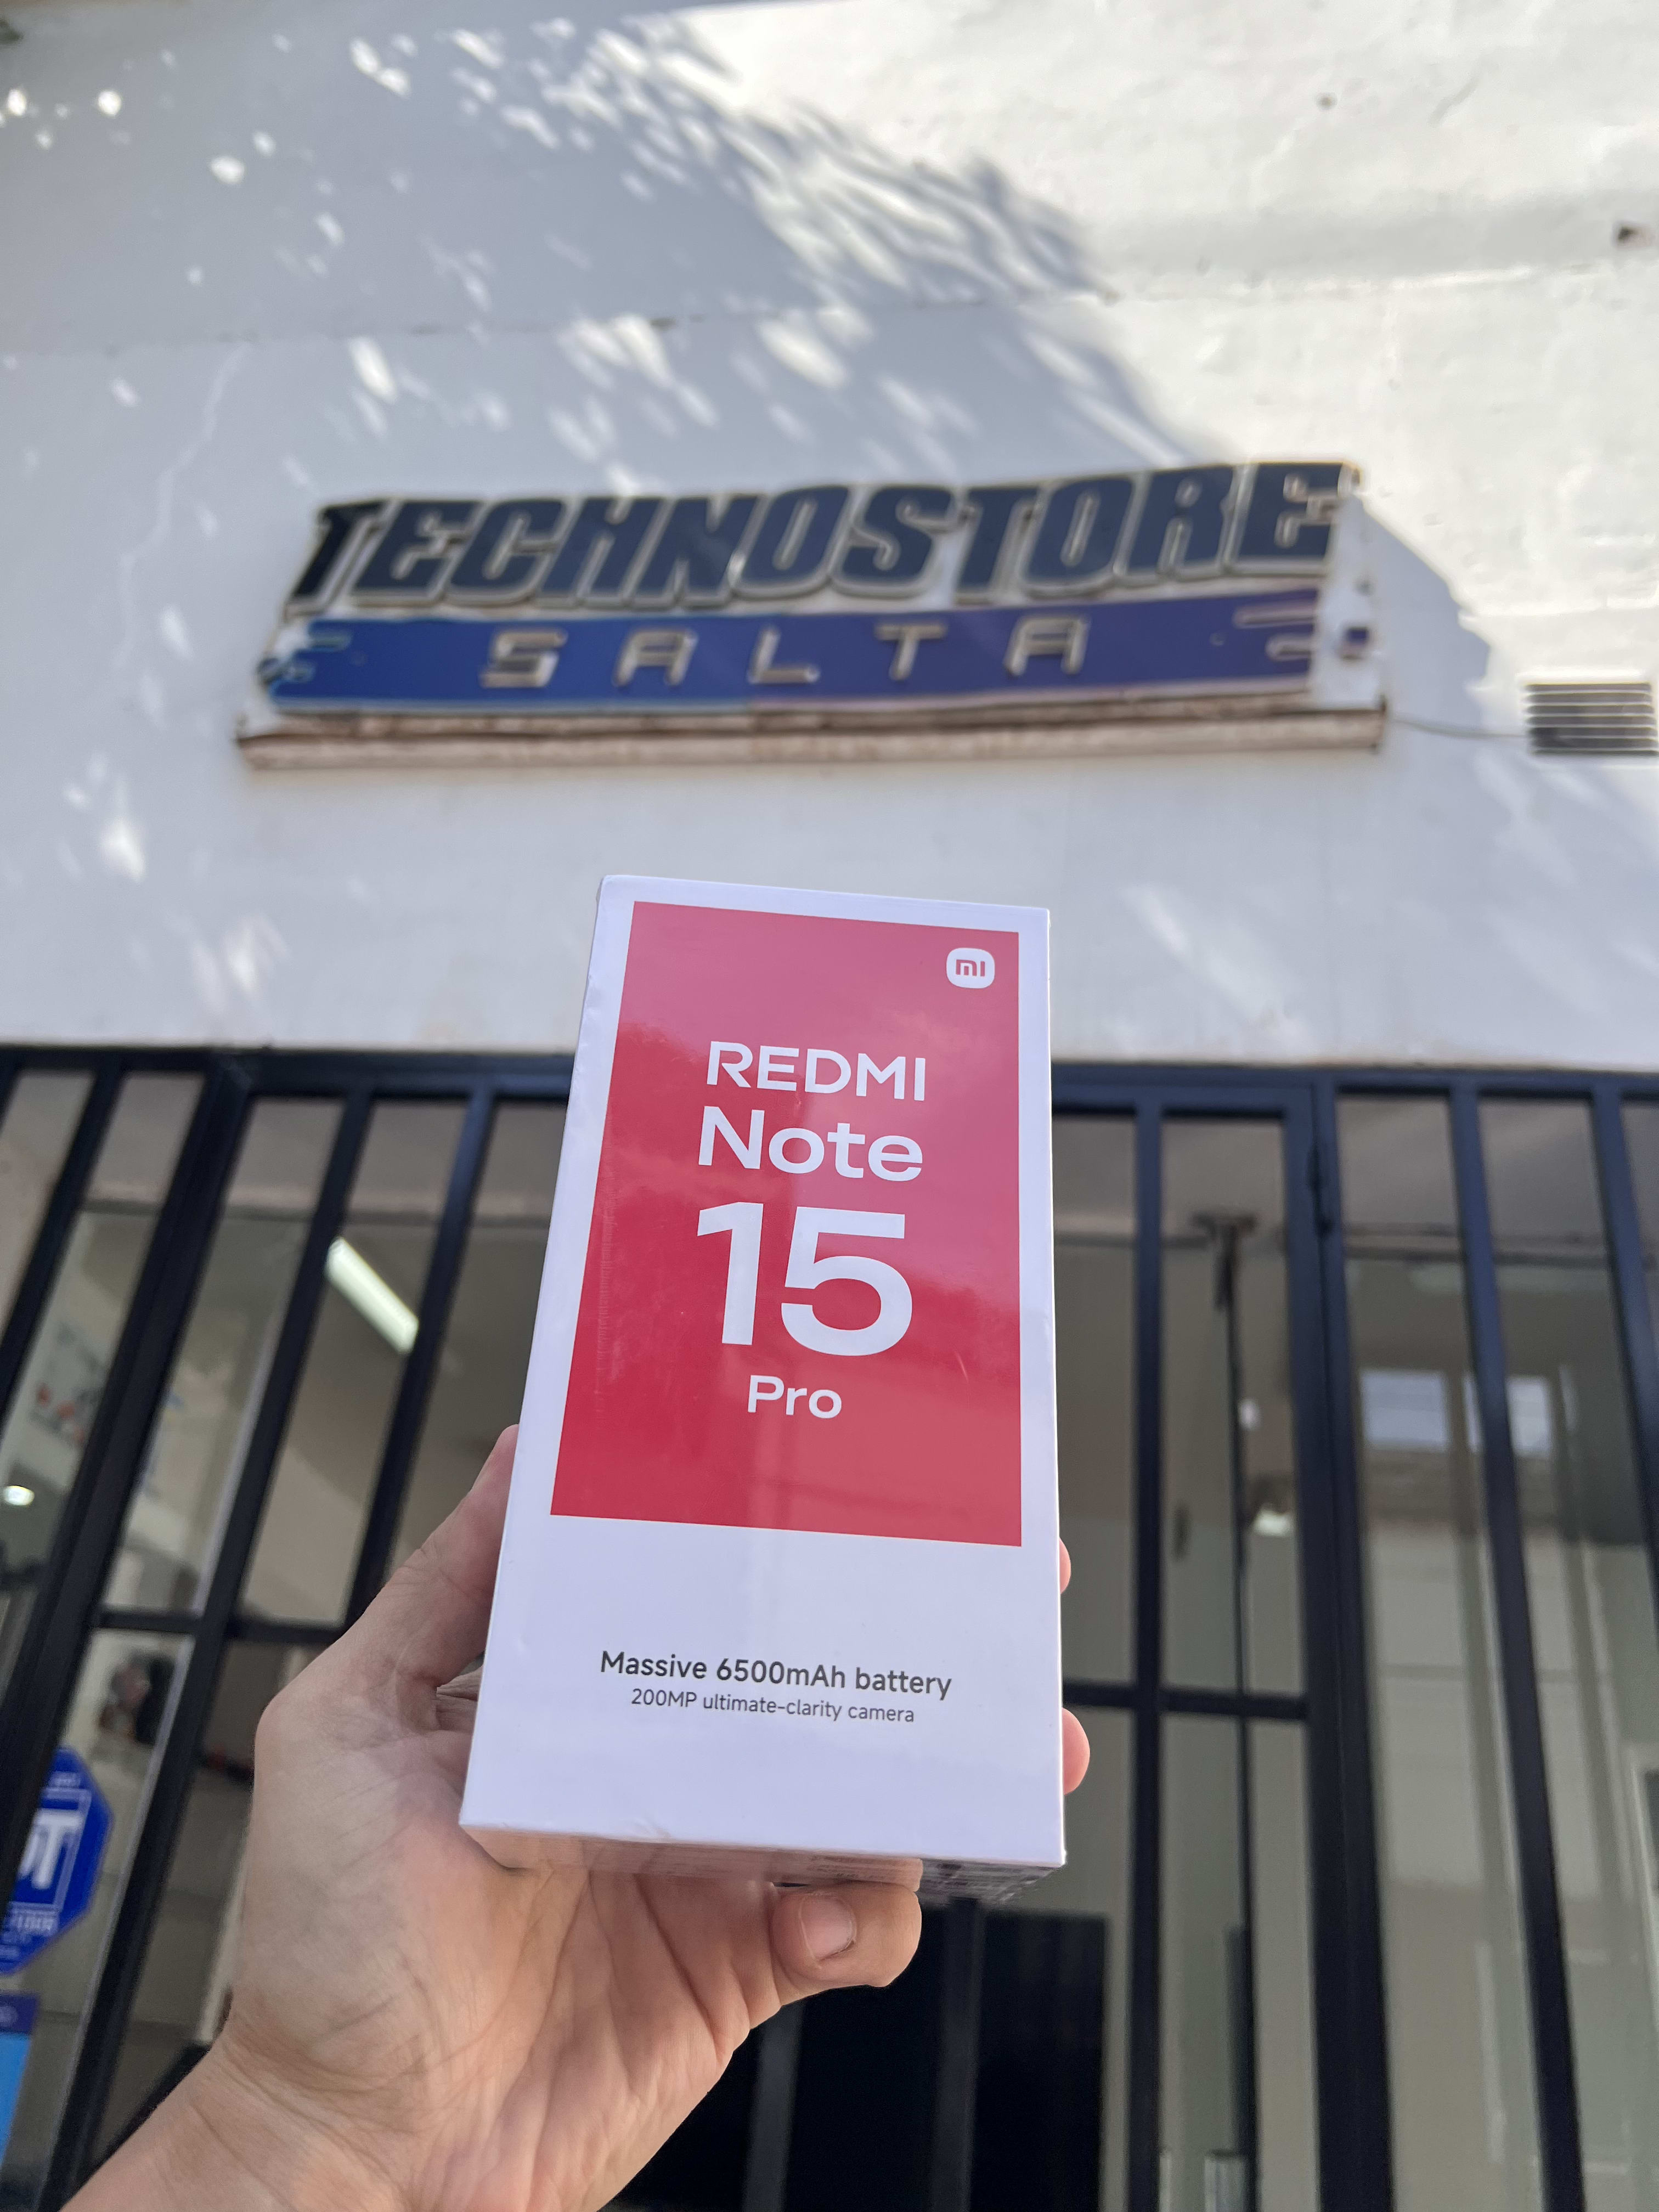 TECHNOSTORE
SALTA
mi
REDMI
Note
15
Pro
Massive 6500mAh battery
200MP ultimate-clarity camera